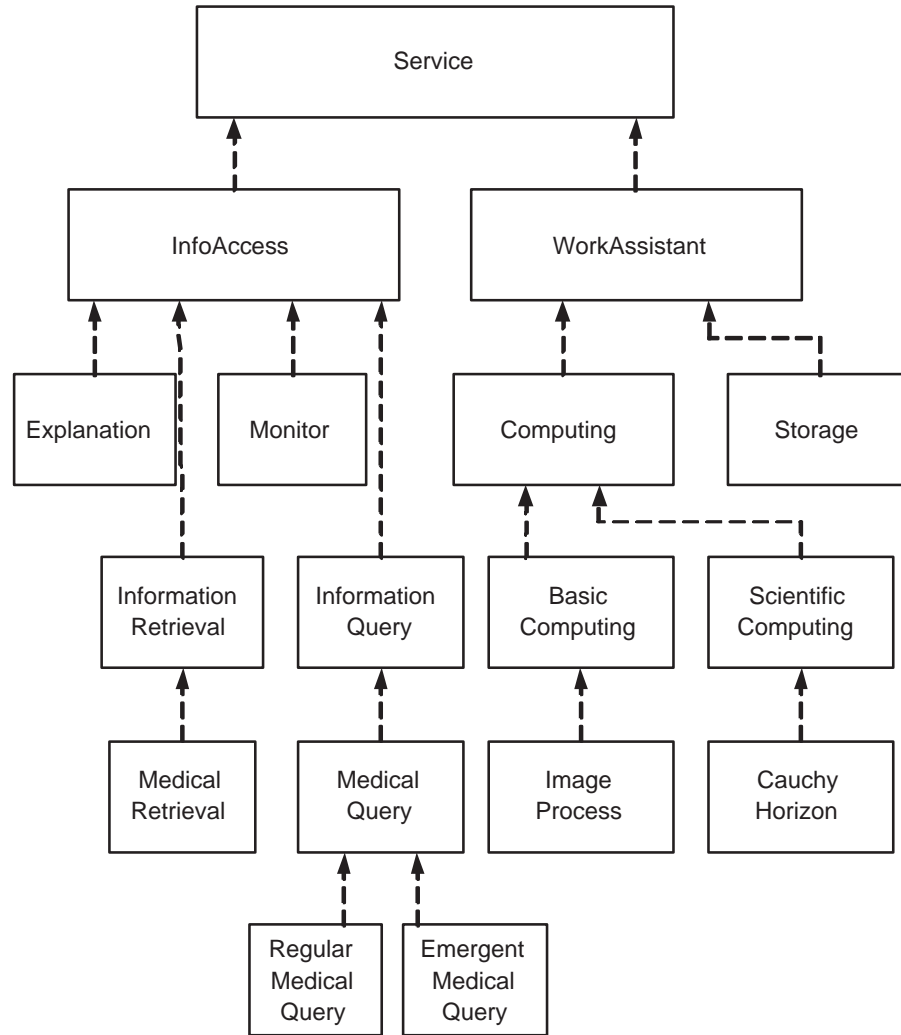 Service
InfoAccess
WorkAssistant
Explanation
Monitor
Computing
Storage
Information
Retrieval
Information
Query
Basic
Computing
Scientific
Computing
Medical
Retrieval
Medical
Query
Image
Process
Cauchy
Horizon
Regular
Medical
Query
Emergent
Medical
Query